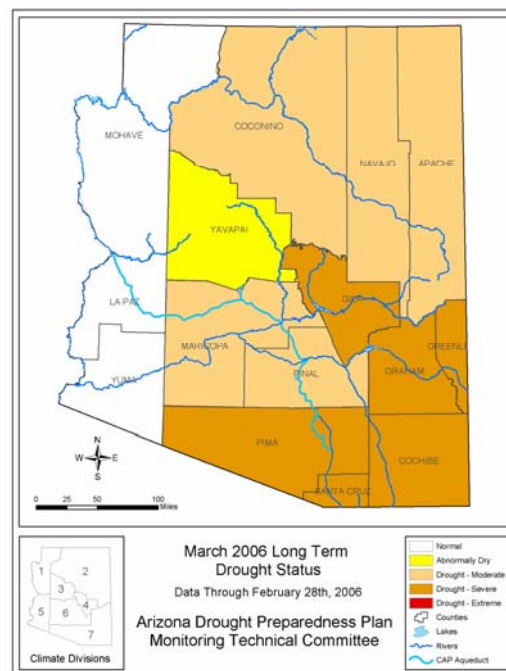 MOHAVE
COCONINO
NAVAJO
APACHE
YAVAPAI
LA PAZ
GILA
GREENLEE
MARICOPA
YUMA
PINAL
GRAHAM
PIMA
COCHISE
SANTA CRUZ
N
W E
S
0 50 100
Miles
1 2
3
4
5 6
7
Climate Divisions
March 2006 Long Term
Drought Status
Data Through February 28th, 2006
Arizona Drought Preparedness Plan
Monitoring Technical Committee
Normal
Abnormally Dry
Drought - Moderate
Drought - Severe
Drought - Extreme
Counties
Lakes
Rivers
CAP Aqueduct